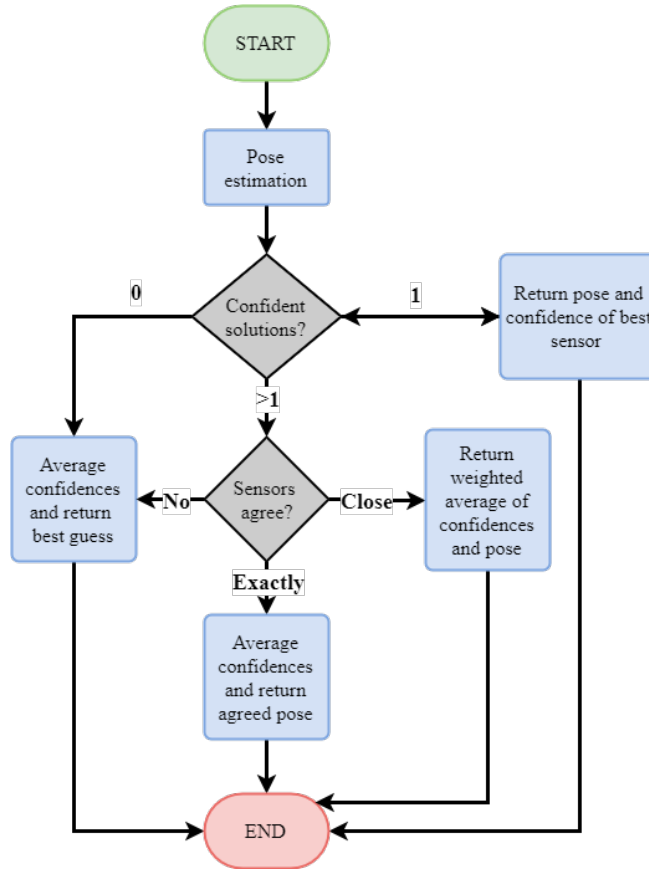 START
Pose
estimation
0
Confident
solutions?
1
Return pose and
confidence of best
sensor
>1
Average
confidences
and return
best guess
No
Sensors
agree?
Close
Return
weighted
average of
confidences
and pose
Exactly
Average
confidences
and return
agreed pose
END